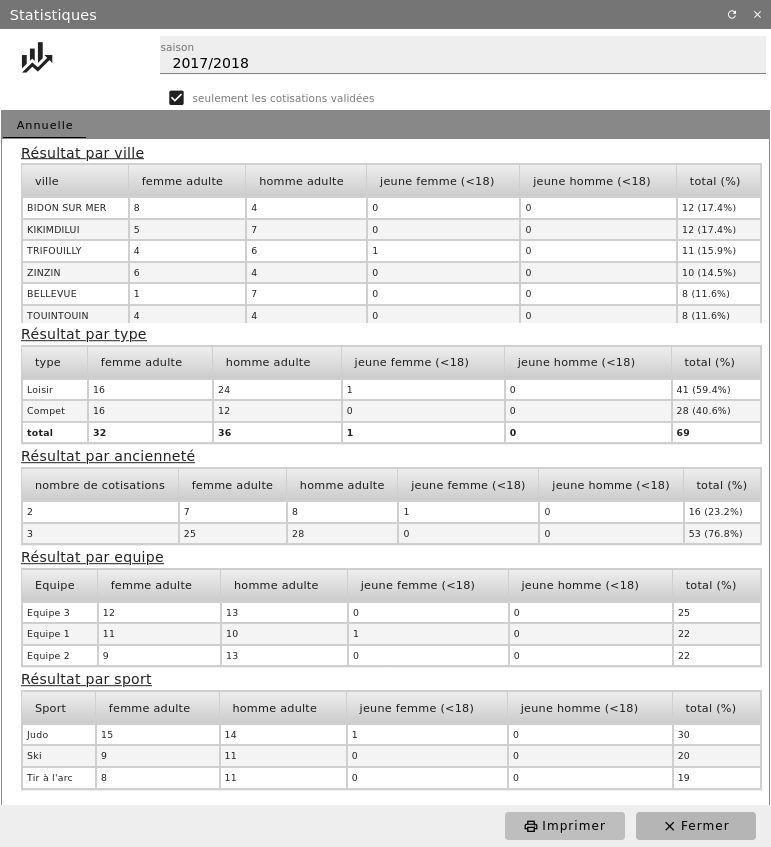 Statistiques
saison
2017/2018
seulement les cotisations validées
Annuelle
Résultat par ville
ville femme adulte homme adulte jeune femme (<18) jeune homme (<18) total (%)
BIDON SUR MER 8 4 0 0 12 (17.4%)
KIKIMDILUI 5 7 0 0 12 (17.4%)
TRIFOUILLY 4 6 1 0 11 (15.9%)
ZINZIN 6 4 0 0 10 (14.5%)
BELLEVUE 1 7 0 0 8 (11.6%)
TOUINTOUIN 4 4 0 0 8 (11.6%)
Résultat par type
type femme adulte homme adulte jeune femme (<18) jeune homme (<18) total (%)
Loisir 16 24 1 0 41 (59.4%)
Compet 16 12 0 0 28 (40.6%)
total 32 36 1 0 69
Résultat par ancienneté
nombre de cotisations femme adulte homme adulte jeune femme (<18) jeune homme (<18) total (%)
2 7 8 1 0 16 (23.2%)
3 25 28 0 0 53 (76.8%)
Résultat par equipe
Equipe femme adulte homme adulte jeune femme (<18) jeune homme (<18) total (%)
Equipe 3 12 13 0 0 25
Equipe 1 11 10 1 0 22
Equipe 2 9 13 0 0 22
Résultat par sport
Sport femme adulte homme adulte jeune femme (<18) jeune homme (<18) total (%)
Judo 15 14 1 0 30
Ski 9 11 0 0 20
Tir à l'arc 8 11 0 0 19
Imprimer Fermer